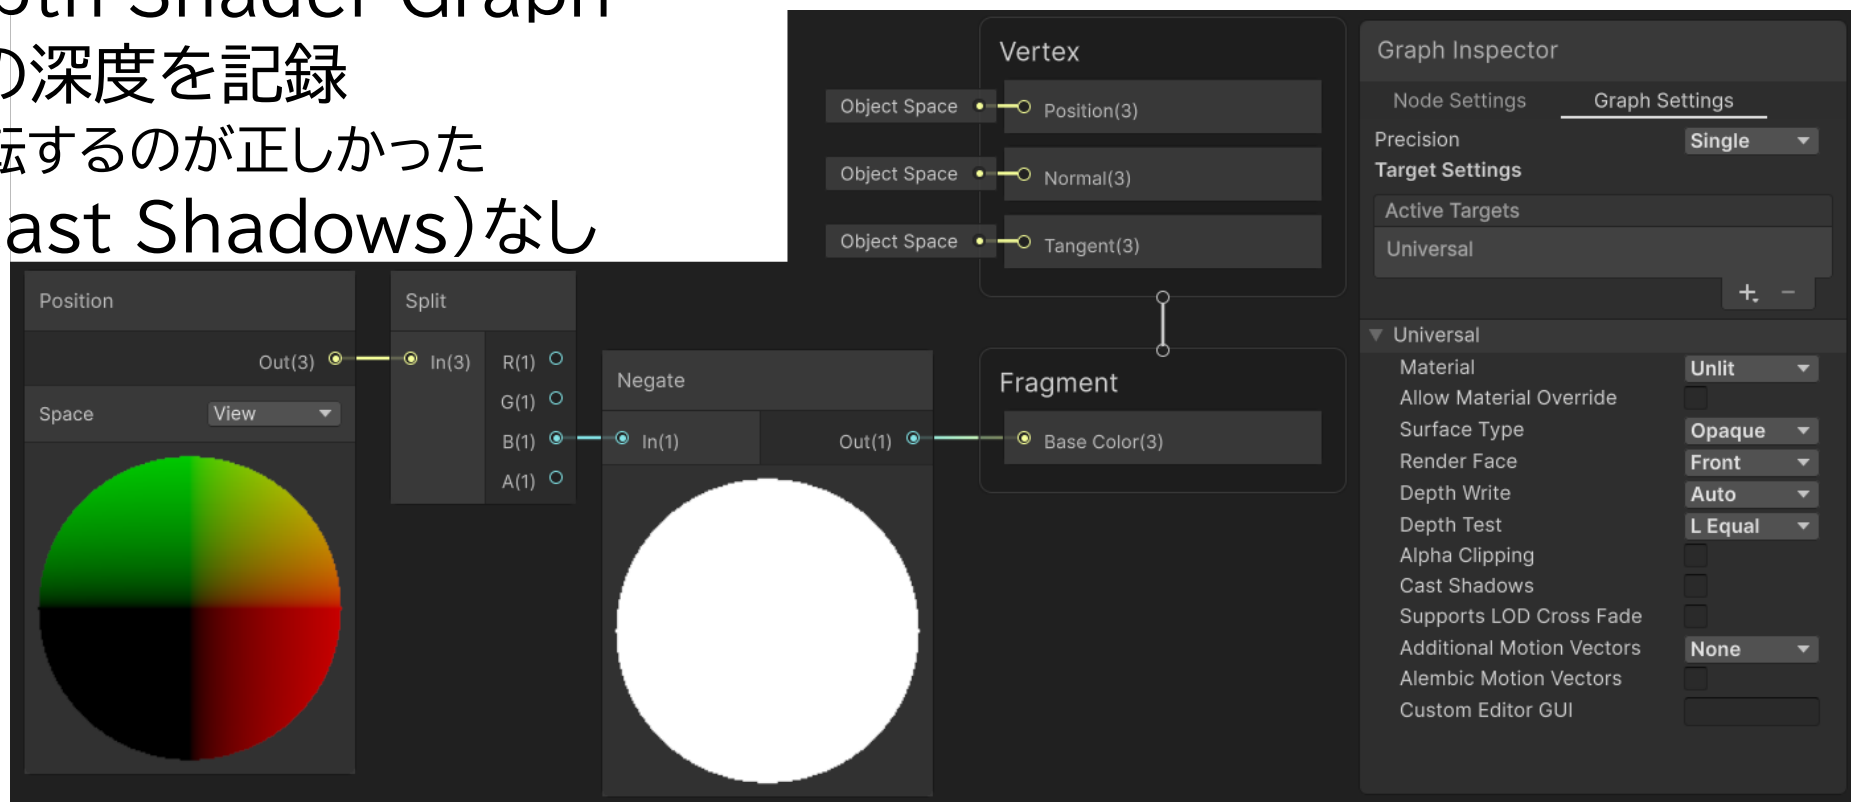 Shader Graph
の深度を記録
転するのが正しかった
ast Shadows)なし
Position
Out(3)
Space
View
Split
In(3)
R(1)
G(1)
B(1)
A(1)
Negate
In(1)
Out(1)
Vertex
Object Space
Position(3)
Object Space
Normal(3)
Object Space
Tangent(3)
Fragment
Base Color(3)
Graph Inspector
Node Settings
Graph Settings
Precision
Single
Target Settings
Active Targets
Universal
+
−
Universal
Material
Unlit
Allow Material Override
Surface Type
Opaque
Render Face
Front
Depth Write
Auto
Depth Test
L Equal
Alpha Clipping
Cast Shadows
Supports LOD Cross Fade
Additional Motion Vectors
None
Alembic Motion Vectors
Custom Editor GUI